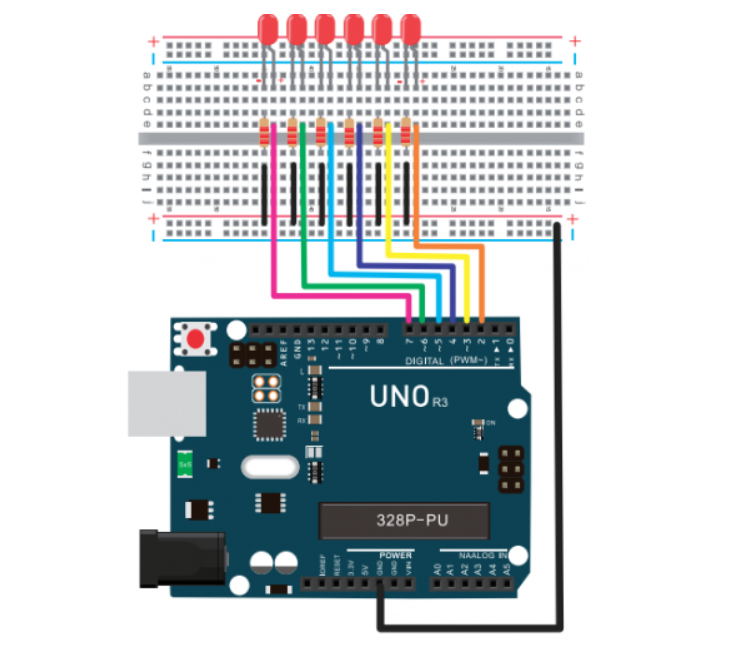 + +
- -
a a
b b
c c
d d
e e
- +
f f
g g
h h
i i
j j
+ +
- -
AREF
GND
13
12
~11
~10
~9
8
7
~6
~5
4
~3
2
TX ▶ 1
RX ▶ 0
DIGITAL (PWM~)
L
TX
RX
UNO R3
ON
5x5
328P-PU
POWER
NAALOG IN
IOREF
RESET
3.3V
5V
GND
GND
VIN
A0
A1
A2
A3
A4
A5